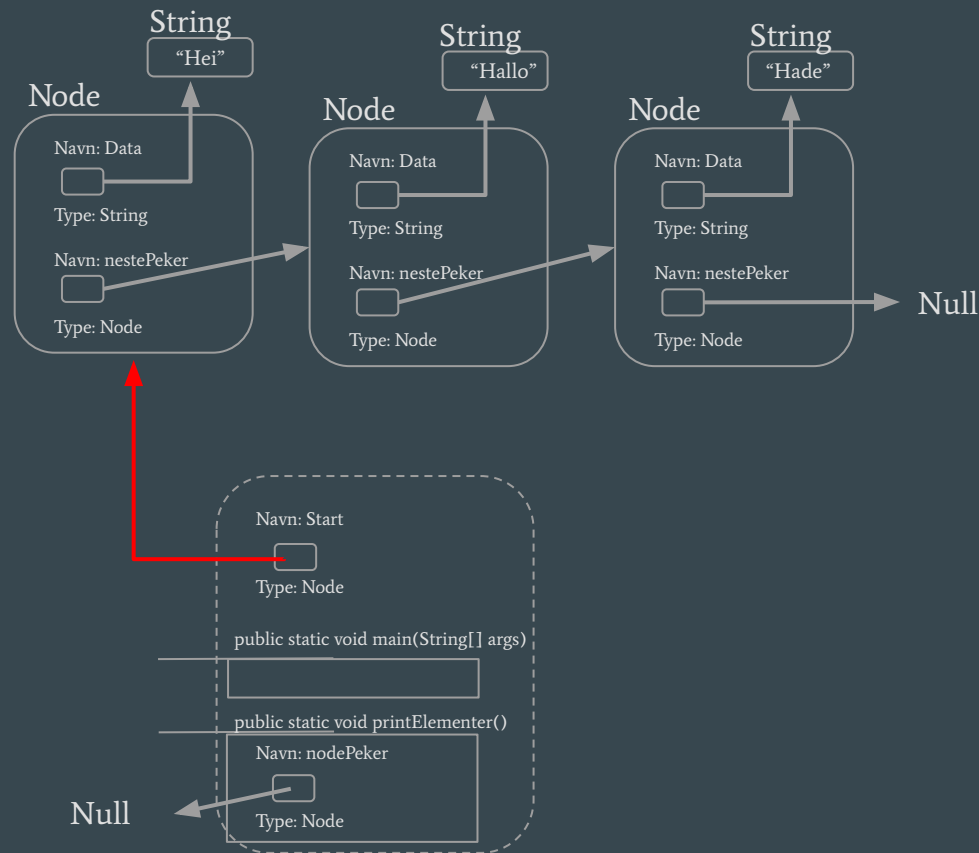 String
“Hei”
Node
Navn: Data
Type: String
Navn: nestePeker
Type: Node
String
“Hallo”
Node
Navn: Data
Type: String
Navn: nestePeker
Type: Node
String
“Hade”
Node
Navn: Data
Type: String
Navn: nestePeker
Type: Node
Null
Navn: Start
Type: Node
public static void main(String[] args)
public static void printElementer()
Navn: nodePeker
Type: Node
Null